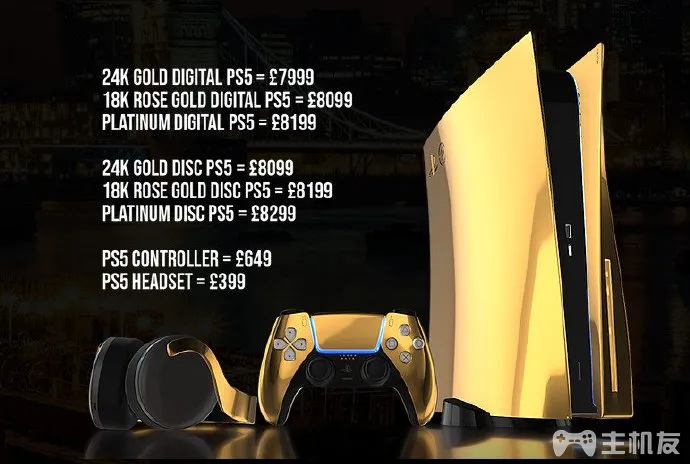 24K GOLD DIGITAL PS5 = £7999
18K ROSE GOLD DIGITAL PS5 = £8099
PLATINUM DIGITAL PS5 = £8199
24K GOLD DISC PS5 = £8099
18K ROSE GOLD DISC PS5 = £8199
PLATINUM DISC PS5 = £8299
PS5 CONTROLLER = £649
PS5 HEADSET = £399
主机友